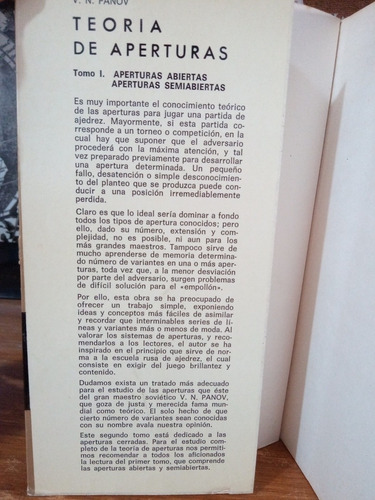 V. N. PANOV
TEORIA
DE APERTURAS
Tomo I. APERTURAS ABIERTAS
APERTURAS SEMIABIERTAS
Es muy importante el conocimiento teórico
de las aperturas para jugar una partida de
ajedrez. Mayormente, si esta partida co-
rresponde a un torneo o competición, en la
cual hay que suponer que el adversario
procederá con la máxima atención, y tal
vez preparado previamente para desarrollar
una apertura determinada. Un pequeño
fallo, desatención o simple desconocimien-
to del planteo que se produzca puede con-
ducir a una posición irremediablemente
perdida.
Claro es que lo ideal sería dominar a fondo
todos los tipos de apertura conocidos; pero
ello, dado su número, extensión y com-
plejidad, no es posible, ni aun para los
más grandes maestros. Tampoco sirve de
mucho aprenderse de memoria determina-
do número de variantes en una o más aper-
turas, toda vez que, a la menor desviación
por parte del adversario, surgen problemas
de difícil solución para el «empollón».
Por ello, esta obra se ha preocupado de
ofrecer un trabajo simple, exponiendo
ideas y conceptos más fáciles de asimilar
y recordar que interminables series de lí-
neas y variantes más o menos de moda. Al
valorar los sistemas de aperturas, y reco-
mendarlos a los lectores, el autor se ha
inspirado en el principio que sirve de nor-
ma a la escuela rusa de ajedrez, el cual
consiste en exigir del juego brillantez y
contenido.
Dudamos exista un tratado más adecuado
para el estudio de las aperturas que éste
del gran maestro soviético V. N. PANOV,
que goza de justa y merecida fama mun-
dial como teórico. El solo hecho de que
cierto número de variantes sean conocidas
con su nombre avala nuestra opinión.
Este segundo tomo está dedicado a las
aperturas cerradas. Para el estudio com-
pleto de la teoría de aperturas nos permi-
timos recomendar a todos los aficionados
la lectura del primer tomo, que comprende
las aperturas abiertas y semiabiertas.